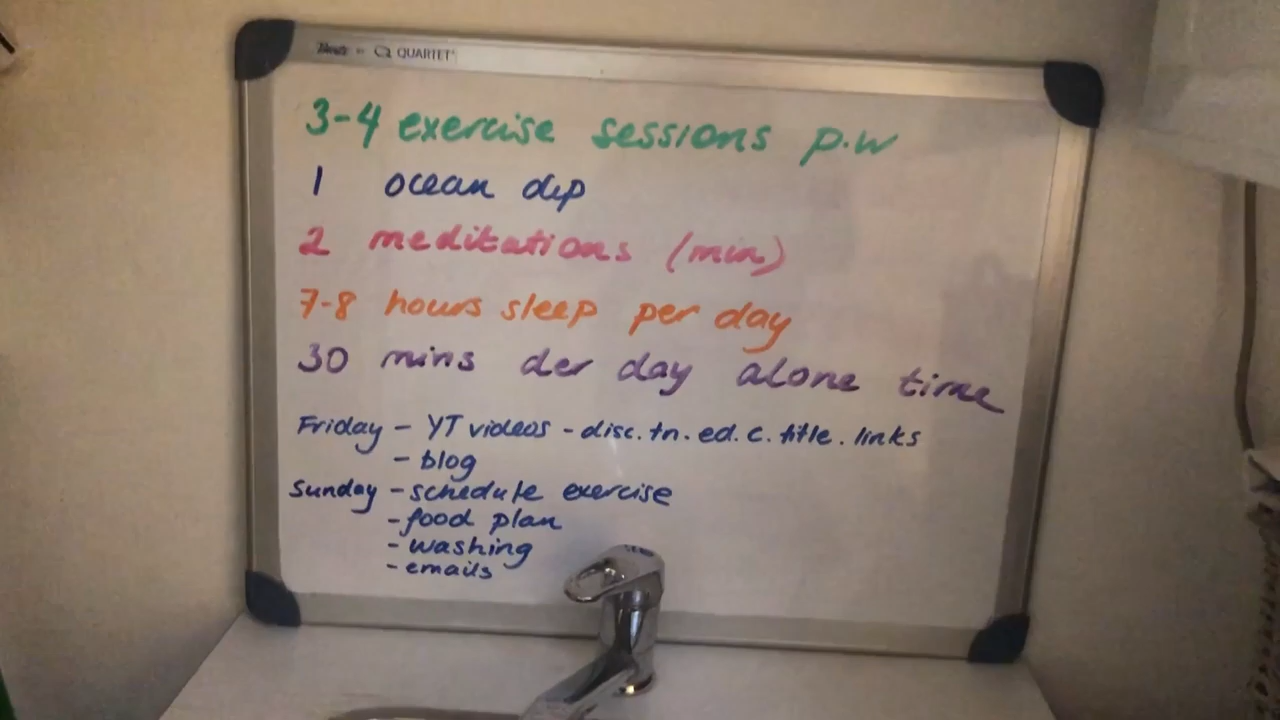 QUARTET
3-4 exercise sessions p.w
1 ocean dip
2 meditations (min)
7-8 hours sleep per day
30 mins der day alone time
Friday - YT videos - disc. tn. ed. c. title. links
- blog
Sunday - schedule exercise
- food plan
- washing
- emails